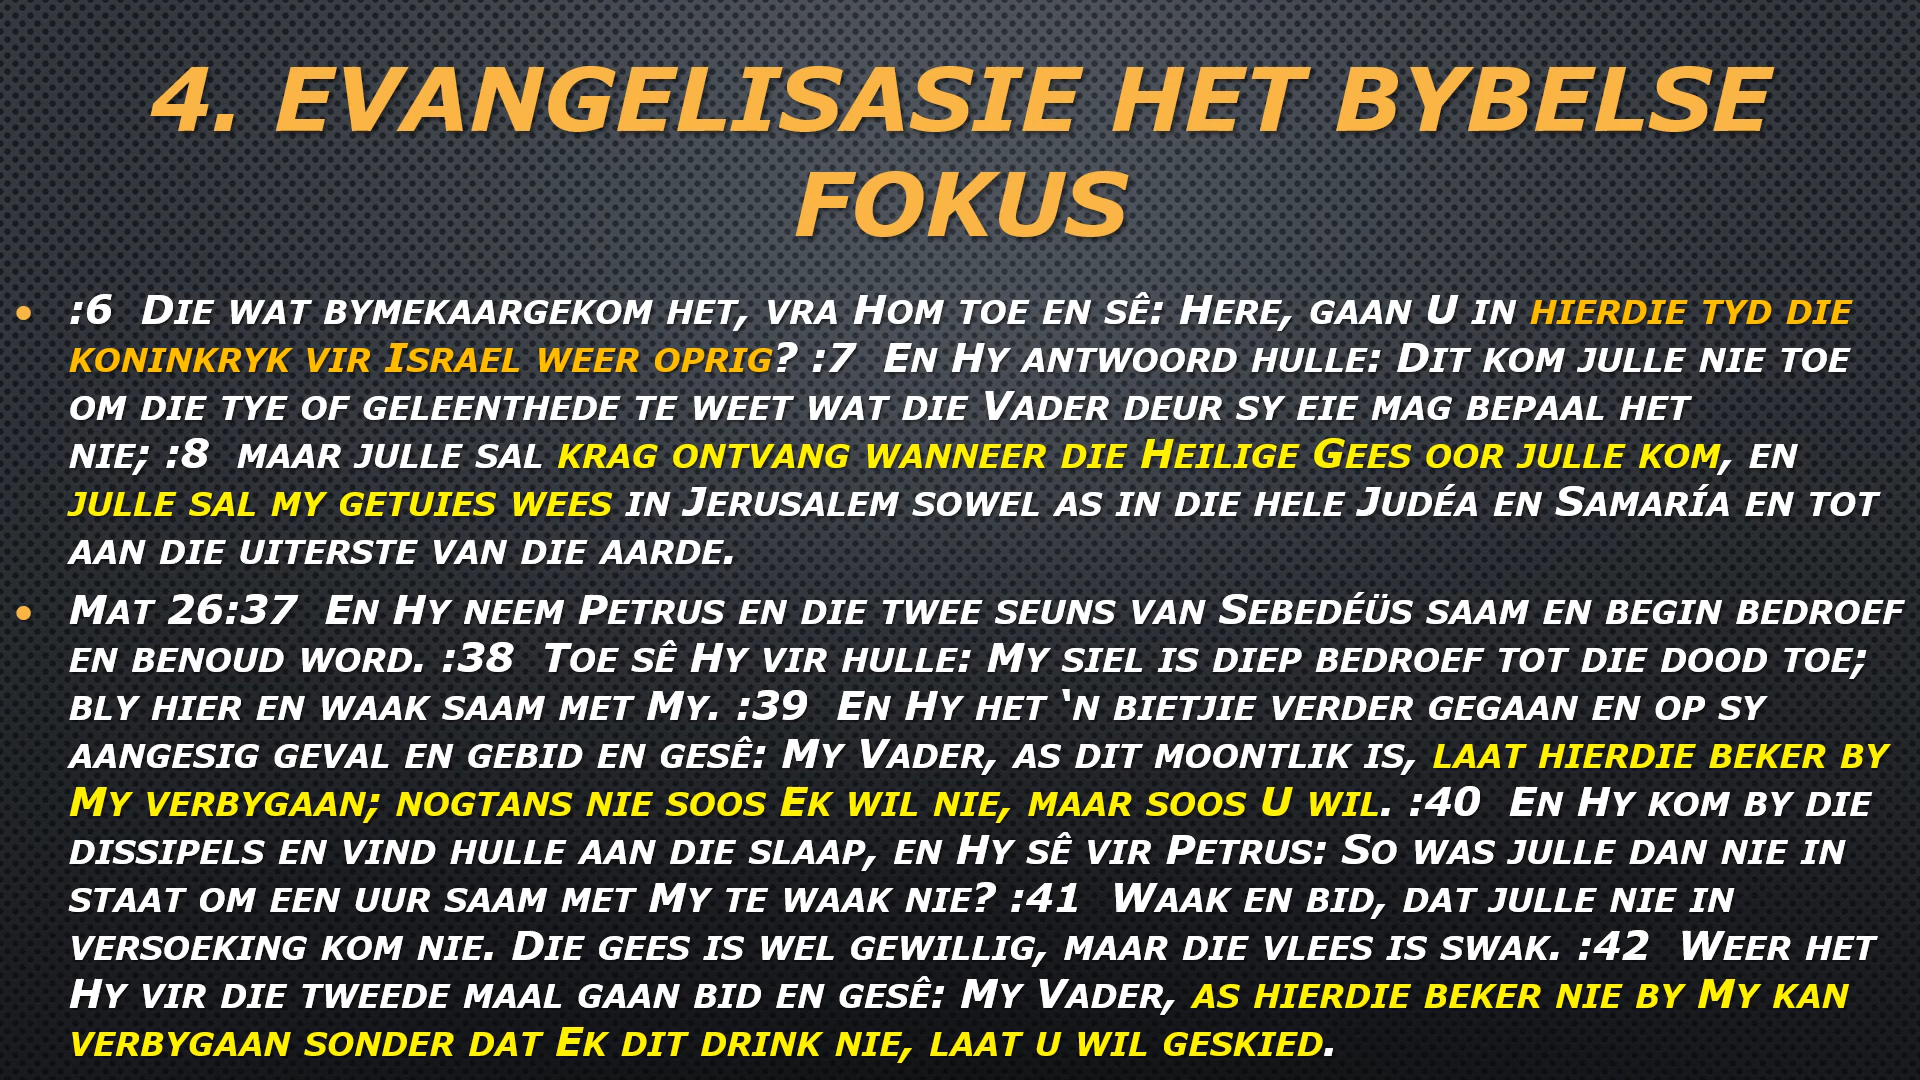 4. EVANGELISASIE HET BYBELSE
FOKUS
• :6  Die wat bymekaargekom het, vra Hom toe en sê: Here, gaan U in hierdie tyd die
koninkryk vir Israel weer oprig? :7  En Hy antwoord hulle: Dit kom julle nie toe
om die tye of geleenthede te weet wat die Vader deur sy eie mag bepaal het
nie; :8  maar julle sal krag ontvang wanneer die Heilige Gees oor julle kom, en
julle sal my getuies wees in Jerusalem sowel as in die hele Judéa en Samaría en tot
aan die uiterste van die aarde.
• Mat 26:37  En Hy neem Petrus en die twee seuns van Sebedéüs saam en begin bedroef
en benoud word. :38  Toe sê Hy vir hulle: My siel is diep bedroef tot die dood toe;
bly hier en waak saam met My. :39  En Hy het ‛n bietjie verder gegaan en op sy
aangesig geval en gebid en gesê: My Vader, as dit moontlik is, laat hierdie beker by
My verbygaan; nogtans nie soos Ek wil nie, maar soos U wil. :40  En Hy kom by die
dissipels en vind hulle aan die slaap, en Hy sê vir Petrus: So was julle dan nie in
staat om een uur saam met My te waak nie? :41  Waak en bid, dat julle nie in
versoeking kom nie. Die gees is wel gewillig, maar die vlees is swak. :42  Weer het
Hy vir die tweede maal gaan bid en gesê: My Vader, as hierdie beker nie by My kan
verbygaan sonder dat Ek dit drink nie, laat u wil geskied.